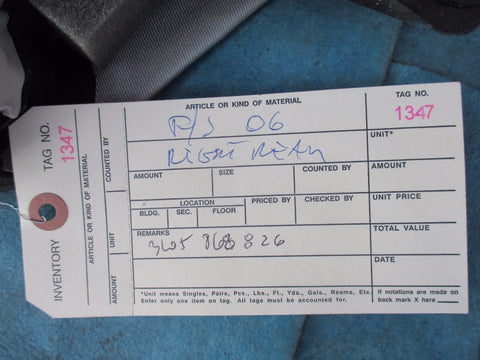 INVENTORY
TAG NO.
1347
ARTICLE OR KIND OF MATERIAL
COUNTED BY
UNIT
AMOUNT
ARTICLE OR KIND OF MATERIAL
P/S 06
RIGHT REAR
TAG NO.
1347
UNIT*
AMOUNT SIZE COUNTED BY AMOUNT
LOCATION PRICED BY CHECKED BY UNIT PRICE
BLDG. SEC. FLOOR
REMARKS TOTAL VALUE
826
DATE
*Unit means Singles, Pairs, Pcs., Lbs., Ft., Yds., Gals., Reams, Etc.
Enter only one item on tag. All tags must be accounted for.
If notations are made on
back mark X here